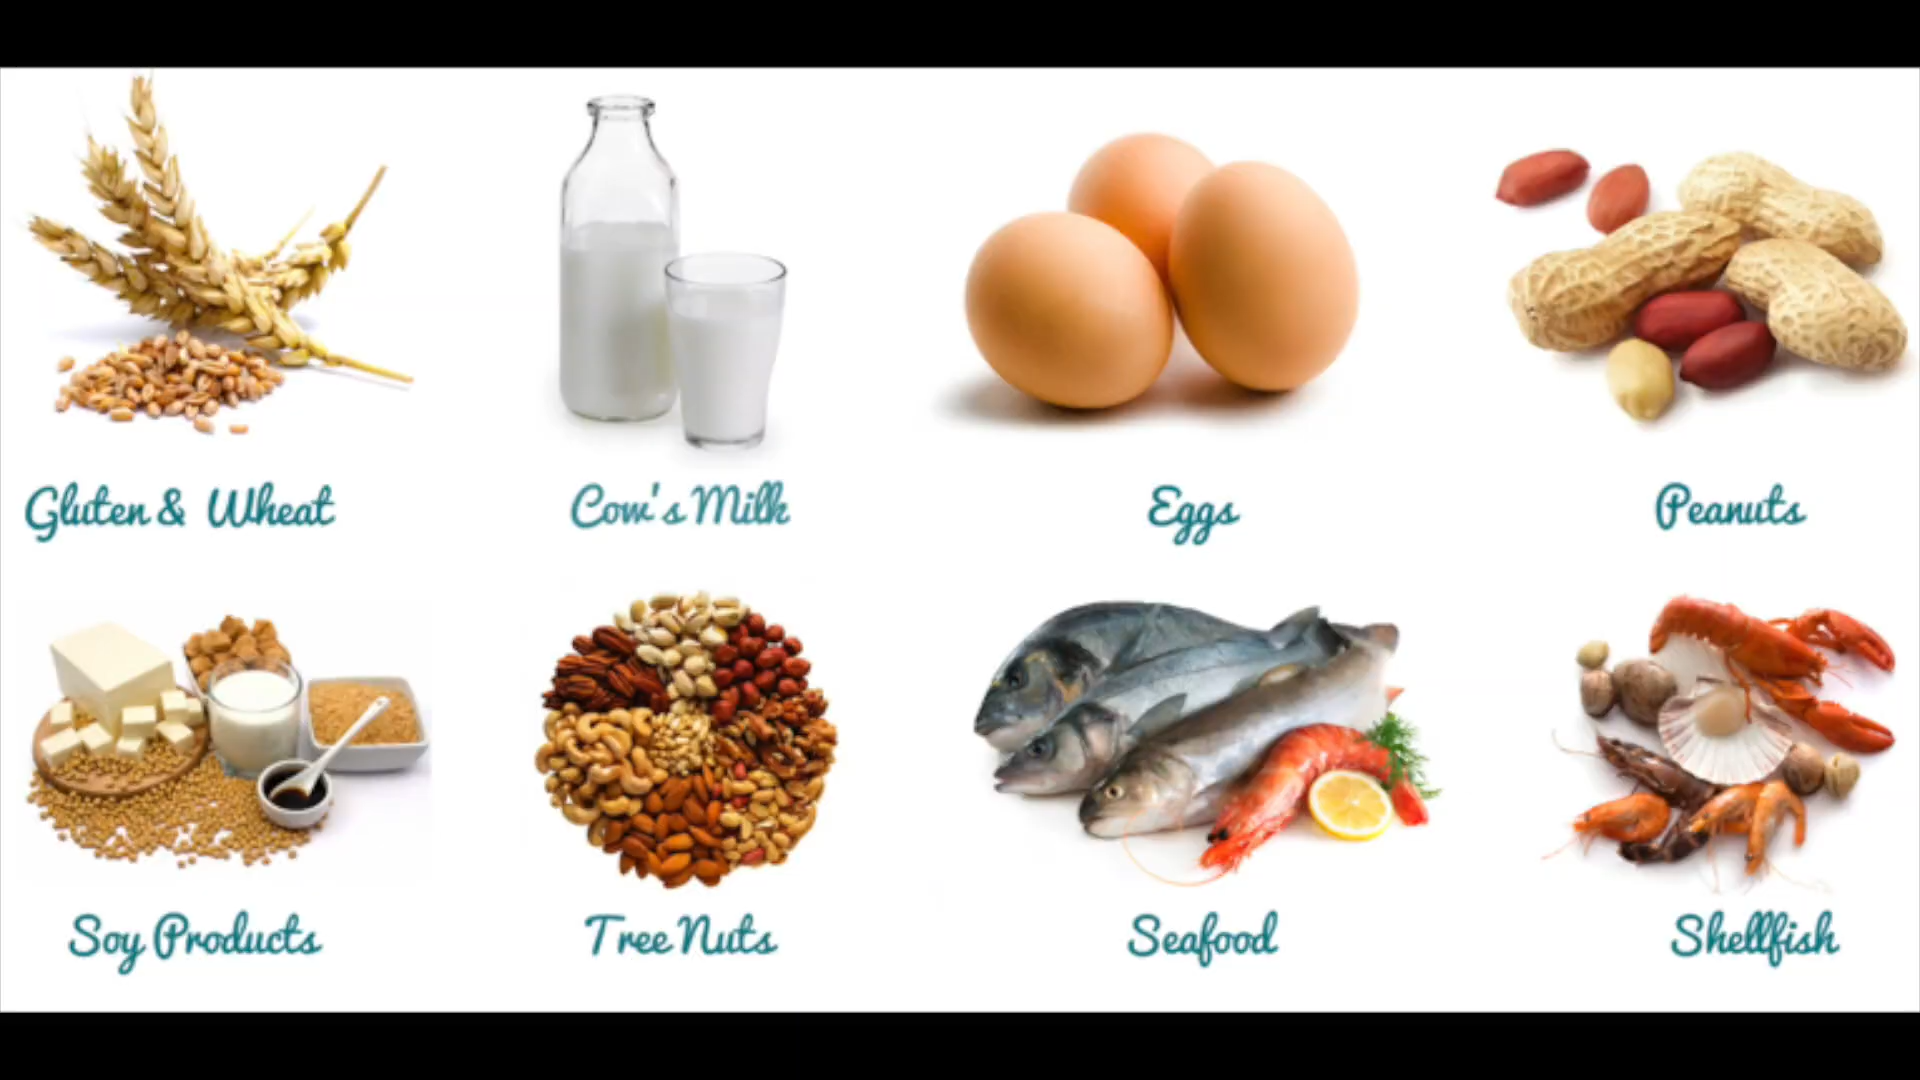 Gluten & Wheat
Cow's Milk
Eggs
Peanuts
Soy Products
Tree Nuts
Seafood
Shellfish